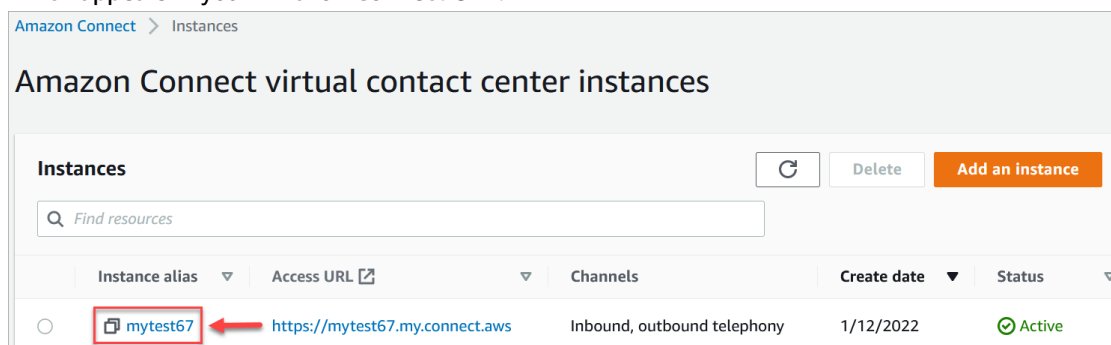 Amazon Connect > Instances
Amazon Connect virtual contact center instances
Instances
Delete
Add an instance
Find resources
Instance alias Access URL Channels Create date Status
mytest67 https://mytest67.my.connect.aws Inbound, outbound telephony 1/12/2022 Active